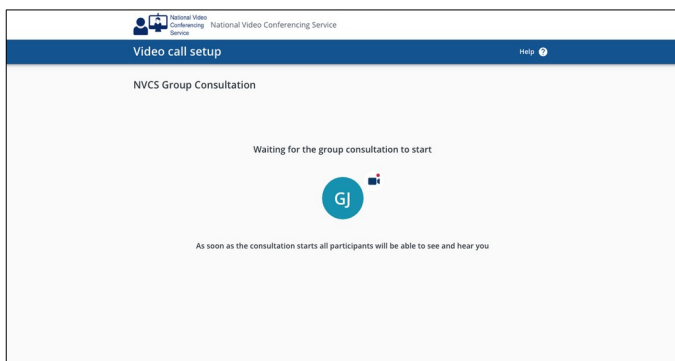 National Video
Conferencing
Service
National Video Conferencing Service
Video call setup
Help ?
NVCS Group Consultation
Waiting for the group consultation to start
GJ
As soon as the consultation starts all participants will be able to see and hear you